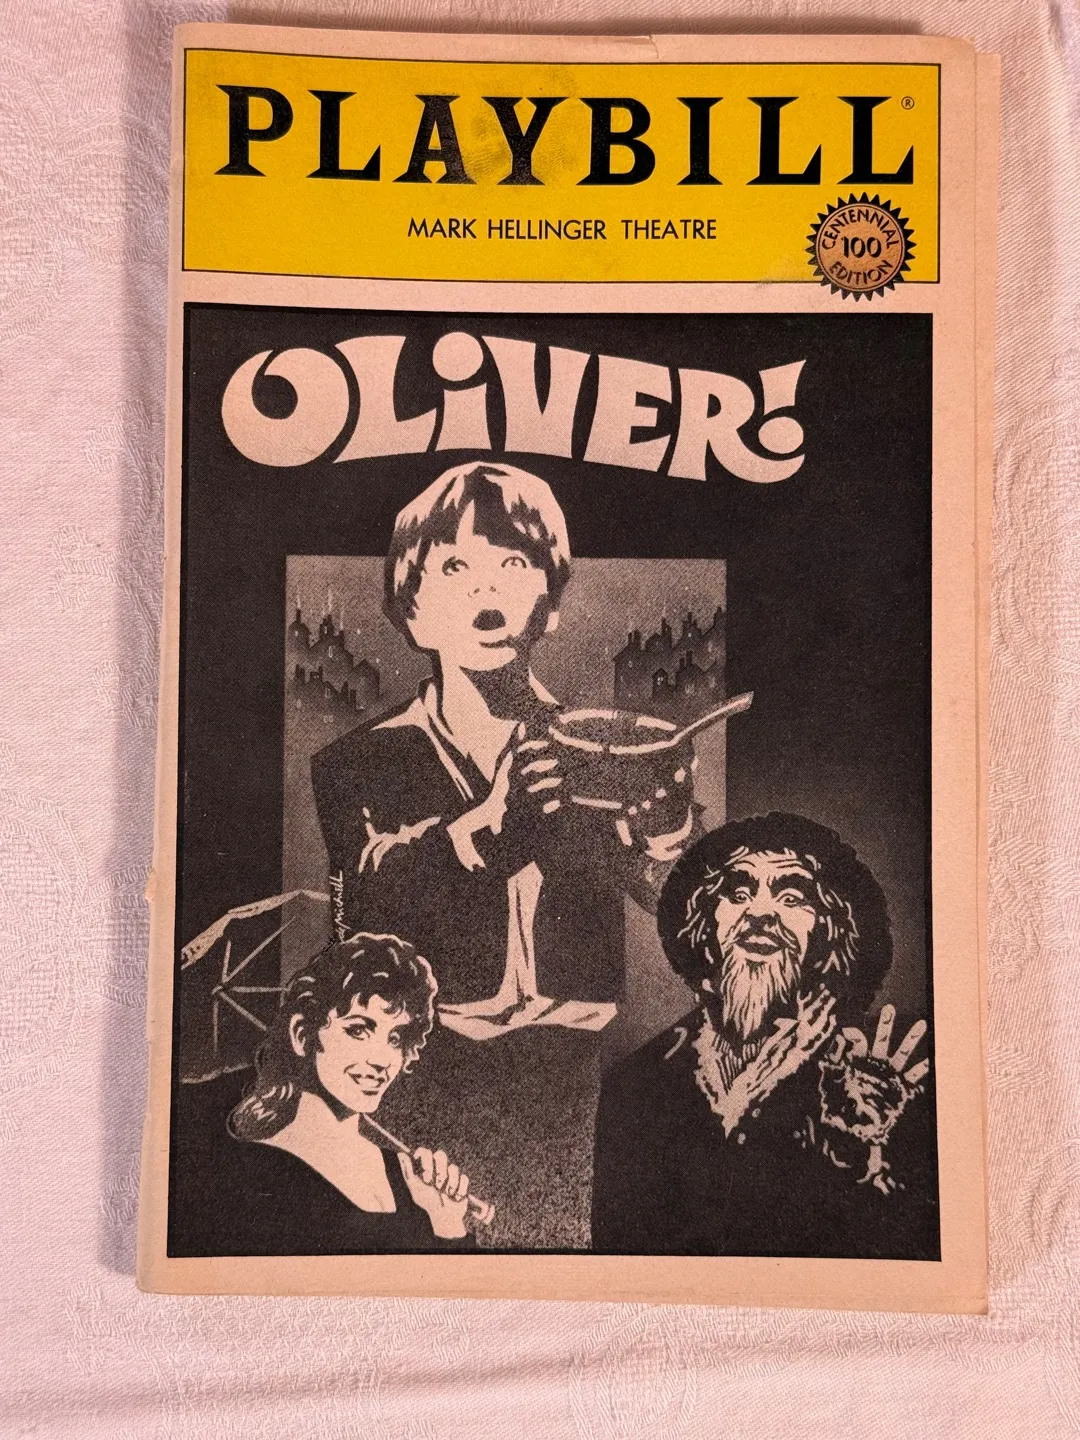 PLAYBILL®
MARK HELLINGER THEATRE
CENTENNIAL
100
EDITION
OLiVER!